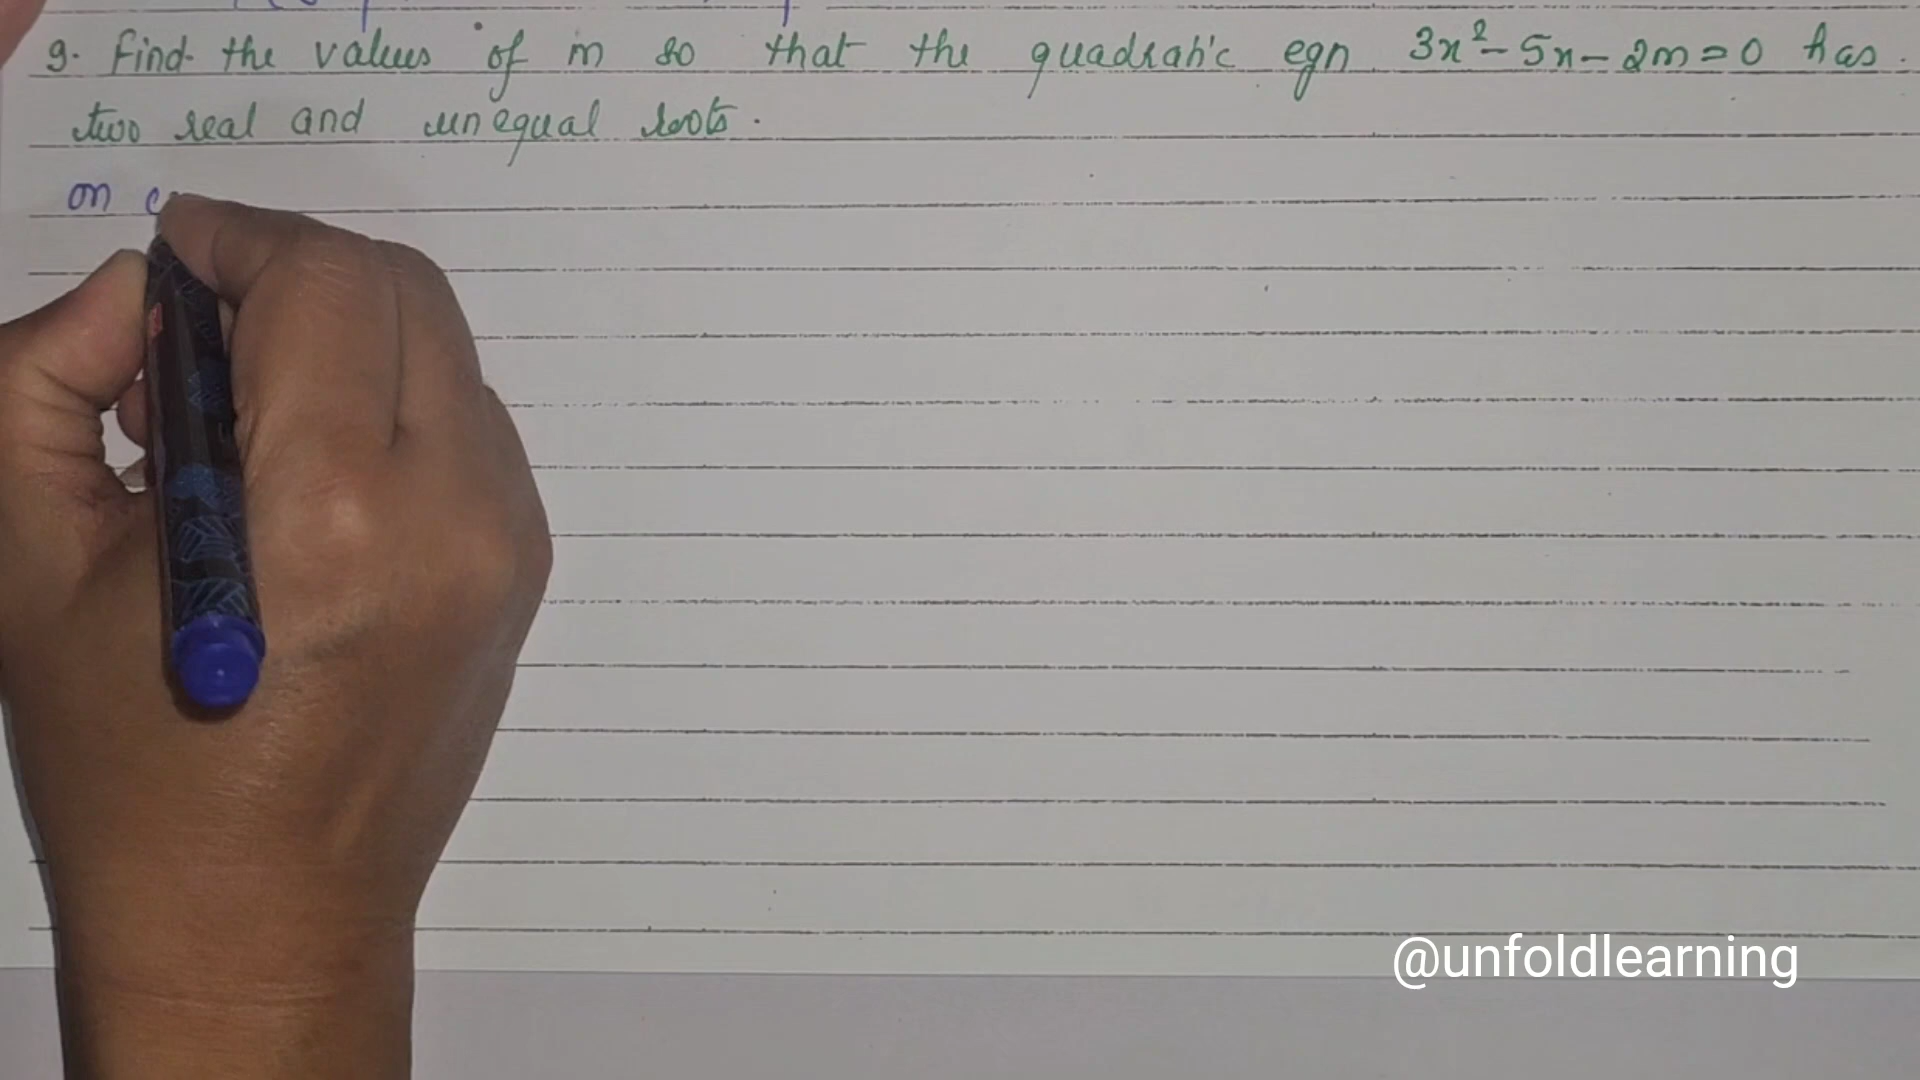 9. Find the values of m so that the quadratic eqn 3x²-5x-2m=0 has
two real and unequal roots.
on
@unfoldlearning